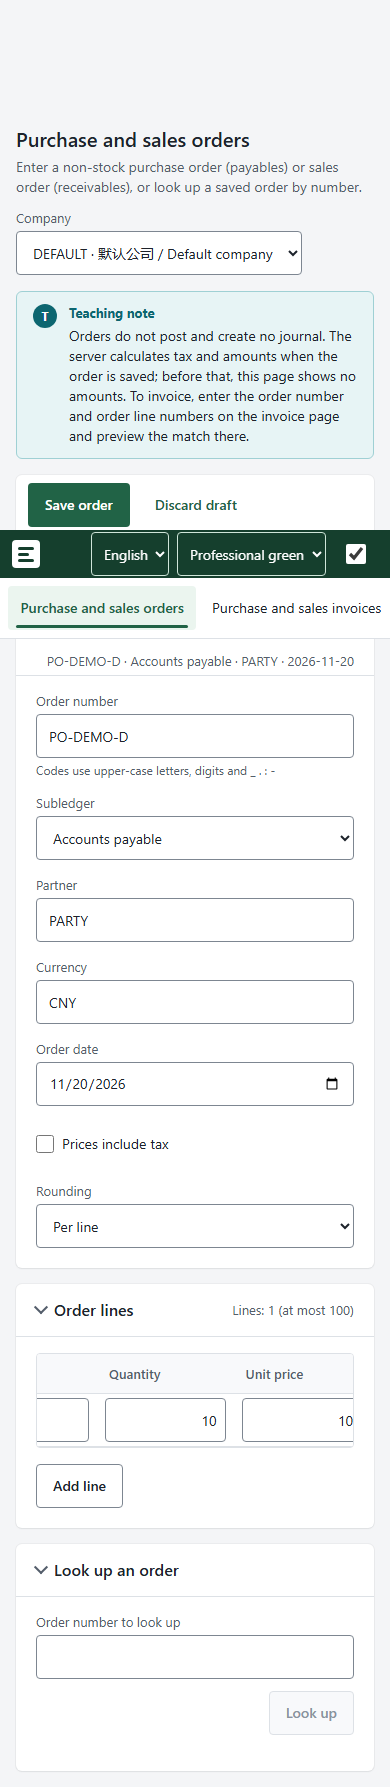 Purchase and sales orders
Enter a non-stock purchase order (payables) or sales
order (receivables), or look up a saved order by number.
Company
DEFAULT · 默认公司 / Default company
T
Teaching note
Orders do not post and create no journal. The
server calculates tax and amounts when the
order is saved; before that, this page shows no
amounts. To invoice, enter the order number
and order line numbers on the invoice page
and preview the match there.
Save order
Discard draft
English
Professional green
Purchase and sales orders
Purchase and sales invoices
PO-DEMO-D · Accounts payable · PARTY · 2026-11-20
Order number
PO-DEMO-D
Codes use upper-case letters, digits and _ . : -
Subledger
Accounts payable
Partner
PARTY
Currency
CNY
Order date
11/20/2026
Prices include tax
Rounding
Per line
Order lines
Lines: 1 (at most 100)
Quantity
Unit price
10
10
Add line
Look up an order
Order number to look up
Look up